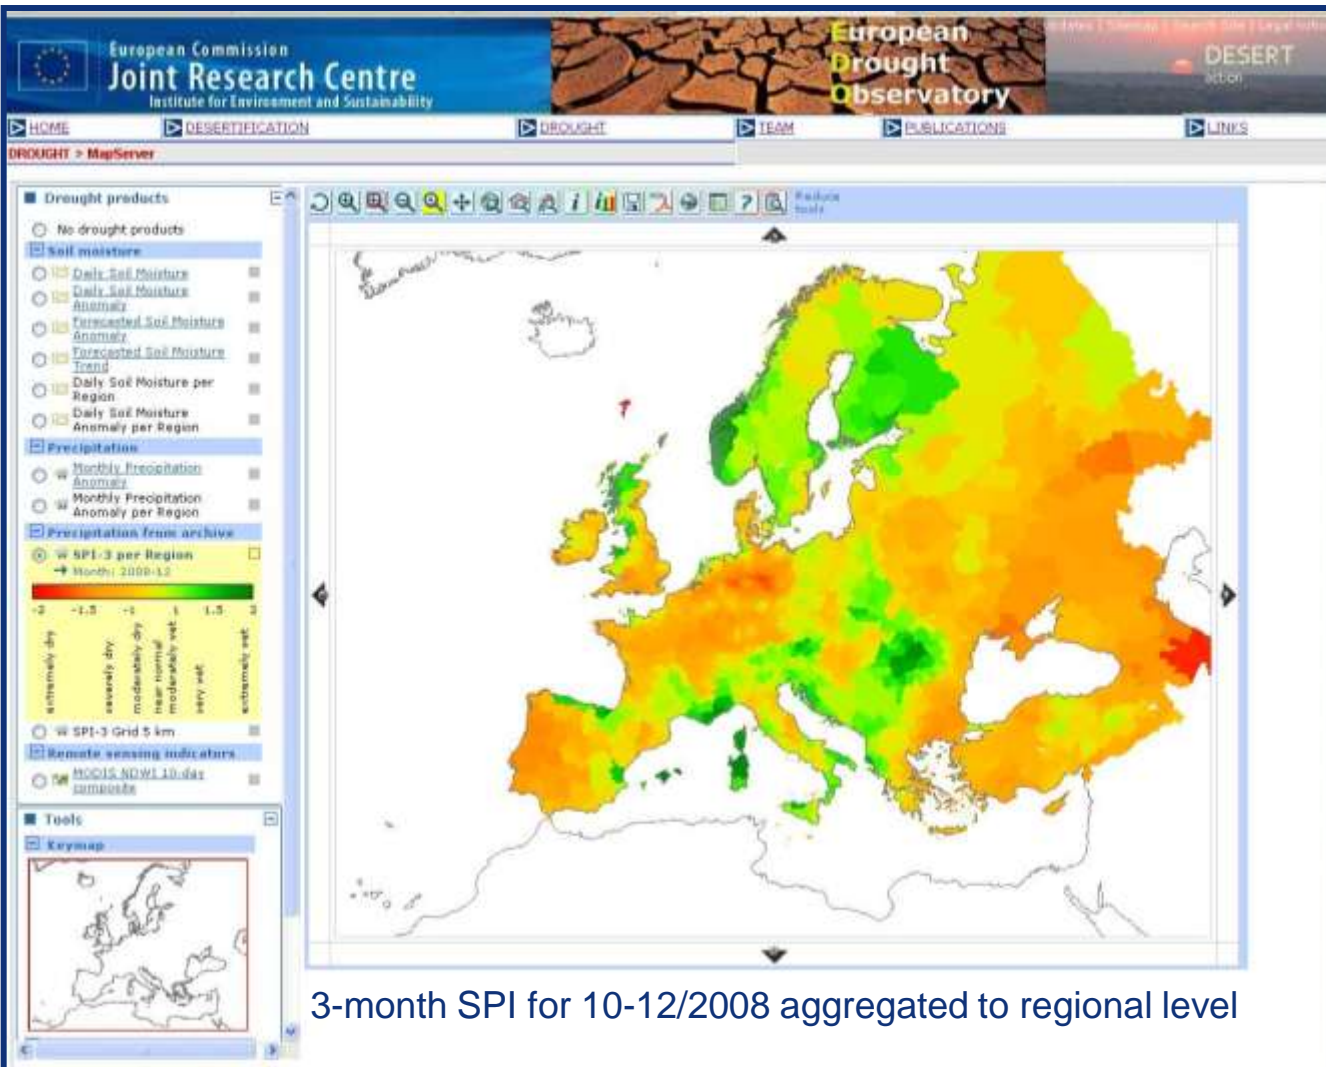 European Commission
Joint Research Centre
Institute for Environment and Sustainability
European
Drought
Observatory
DESERT
action
HOME
DESERTIFICATION
DROUGHT
TEAM
PUBLICATIONS
LINKS
DROUGHT > MapServer
Drought products
No drought products
Soil moisture
Daily Soil Moisture
Daily Soil Moisture
Anomaly
Forecasted Soil Moisture
Anomaly
Forecasted Soil Moisture
Trend
Daily Soil Moisture per
Region
Daily Soil Moisture
Anomaly per Region
Precipitation
Monthly Precipitation
Anomaly
Monthly Precipitation
Anomaly per Region
Precipitation from archive
SPI-3 per Region
Month: 2008-12
-2 -1.5 -1 1 1.5 2
extremely dry
severely dry
moderately dry
near normal
moderately wet
very wet
extremely wet
SPI-3 Grid 5 km
Remote sensing indicators
MODIS NDWI 10-day
composite
Tools
Keymap
Reduce
tools
3-month SPI for 10-12/2008 aggregated to regional level